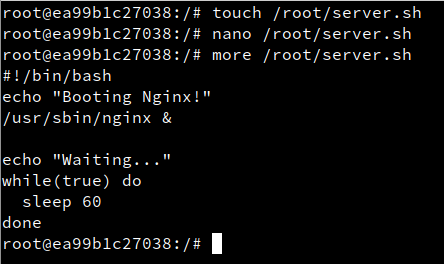 root@ea99b1c27038:/# touch /root/server.sh
root@ea99b1c27038:/# nano /root/server.sh
root@ea99b1c27038:/# more /root/server.sh
#!/bin/bash
echo "Booting Nginx!"
/usr/sbin/nginx &

echo "Waiting..."
while(true) do
  sleep 60
done
root@ea99b1c27038:/#